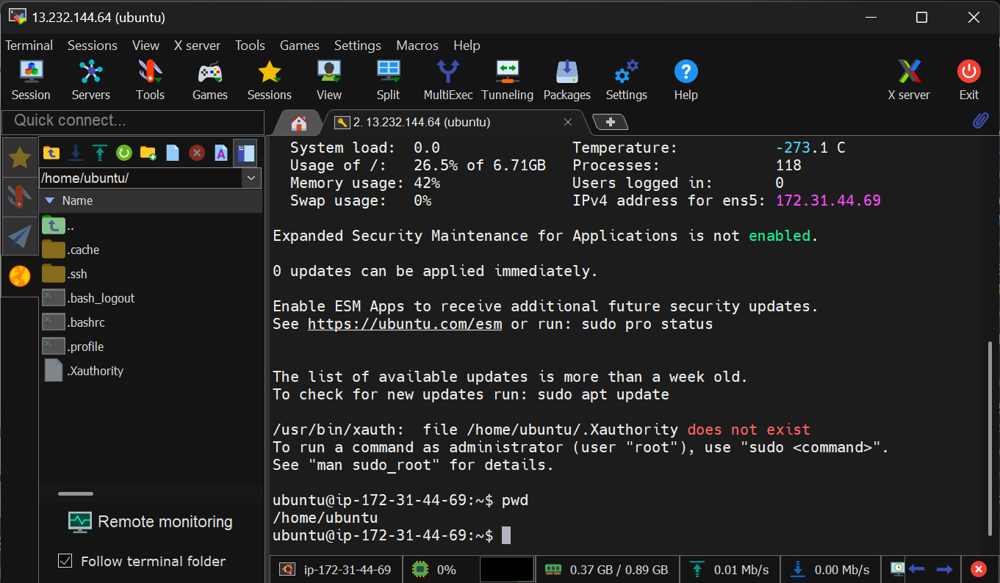 13.232.144.64 (ubuntu)
Terminal Sessions View X server Tools Games Settings Macros Help
Session Servers Tools Games Sessions View Split MultiExec Tunneling Packages Settings Help X server Exit
Quick connect...
2. 13.232.144.64 (ubuntu)
/home/ubuntu/
Name
..
.cache
.ssh
.bash_logout
.bashrc
.profile
.Xauthority
Remote monitoring
Follow terminal folder
System load: 0.0 Temperature: -273.1 C
Usage of /: 26.5% of 6.71GB Processes: 118
Memory usage: 42% Users logged in: 0
Swap usage: 0% IPv4 address for ens5: 172.31.44.69
Expanded Security Maintenance for Applications is not enabled.
0 updates can be applied immediately.
Enable ESM Apps to receive additional future security updates.
See https://ubuntu.com/esm or run: sudo pro status
The list of available updates is more than a week old.
To check for new updates run: sudo apt update
/usr/bin/xauth:  file /home/ubuntu/.Xauthority does not exist
To run a command as administrator (user "root"), use "sudo <command>".
See "man sudo_root" for details.
ubuntu@ip-172-31-44-69:~$ pwd
/home/ubuntu
ubuntu@ip-172-31-44-69:~$
ip-172-31-44-69 0% 0.37 GB / 0.89 GB 0.01 Mb/s 0.00 Mb/s